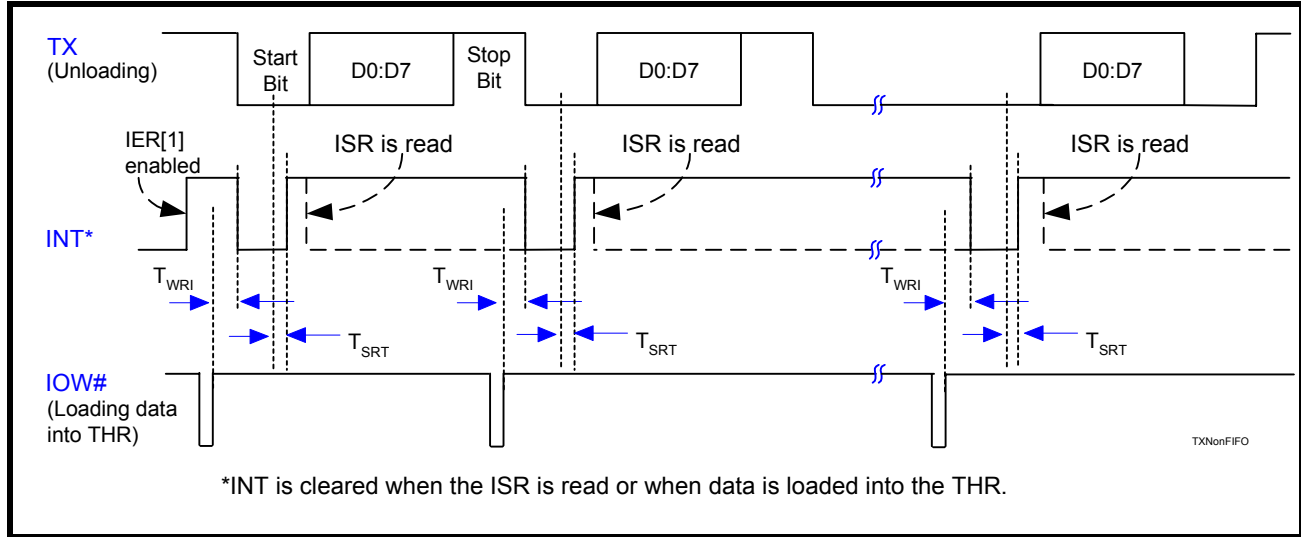 TX
(Unloading)
Start
Bit
D0:D7
Stop
Bit
D0:D7
D0:D7
IER[1]
enabled
ISR is read
ISR is read
ISR is read
INT*
TWRI
TWRI
TWRI
TSRT
TSRT
TSRT
IOW#
(Loading data
into THR)
TXNonFIFO
*INT is cleared when the ISR is read or when data is loaded into the THR.